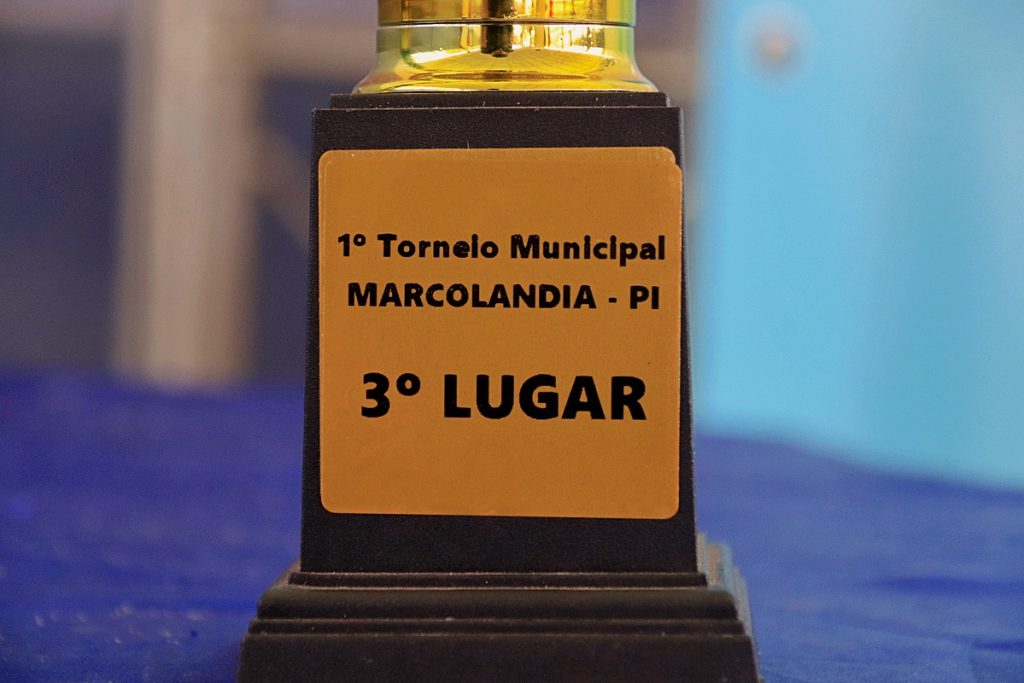 1º Torneio Municipal
MARCOLANDIA - PI
3º LUGAR